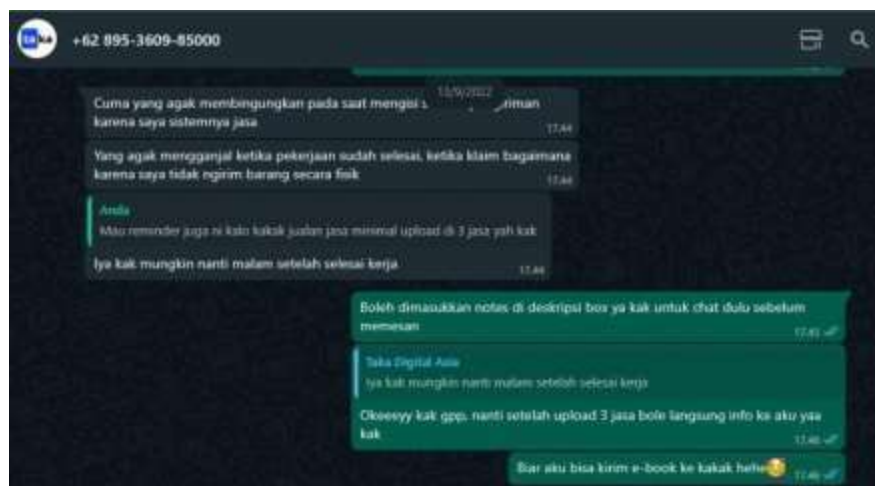 taka
+62 895-3609-85000
13/9/2022
Cuma yang agak membingungkan pada saat mengisi
karena saya sistemnya jasa
17.44
Yang agak mengganjal ketika pekerjaan sudah selesai, ketika klaim bagaimana
karena saya tidak ngirim barang secara fisik
17.44
Anda
Mau reminder juga ni kalo kakak jualan jasa minimal upload di 3 jasa yah kak
Iya kak mungkin nanti malam setelah selesai kerja
17.44
Boleh dimasukkan notes di deskripsi box ya kak untuk chat dulu sebelum
memesan
17.45
Taka Digital Asia
Iya kak mungkin nanti malam setelah selesai kerja
Okeeyy kak gpp, nanti setelah upload 3 jasa bole langsung info ke aku yaa
kak
17.46
Biar aku bisa kirim e-book ke kakak hehe
17.46